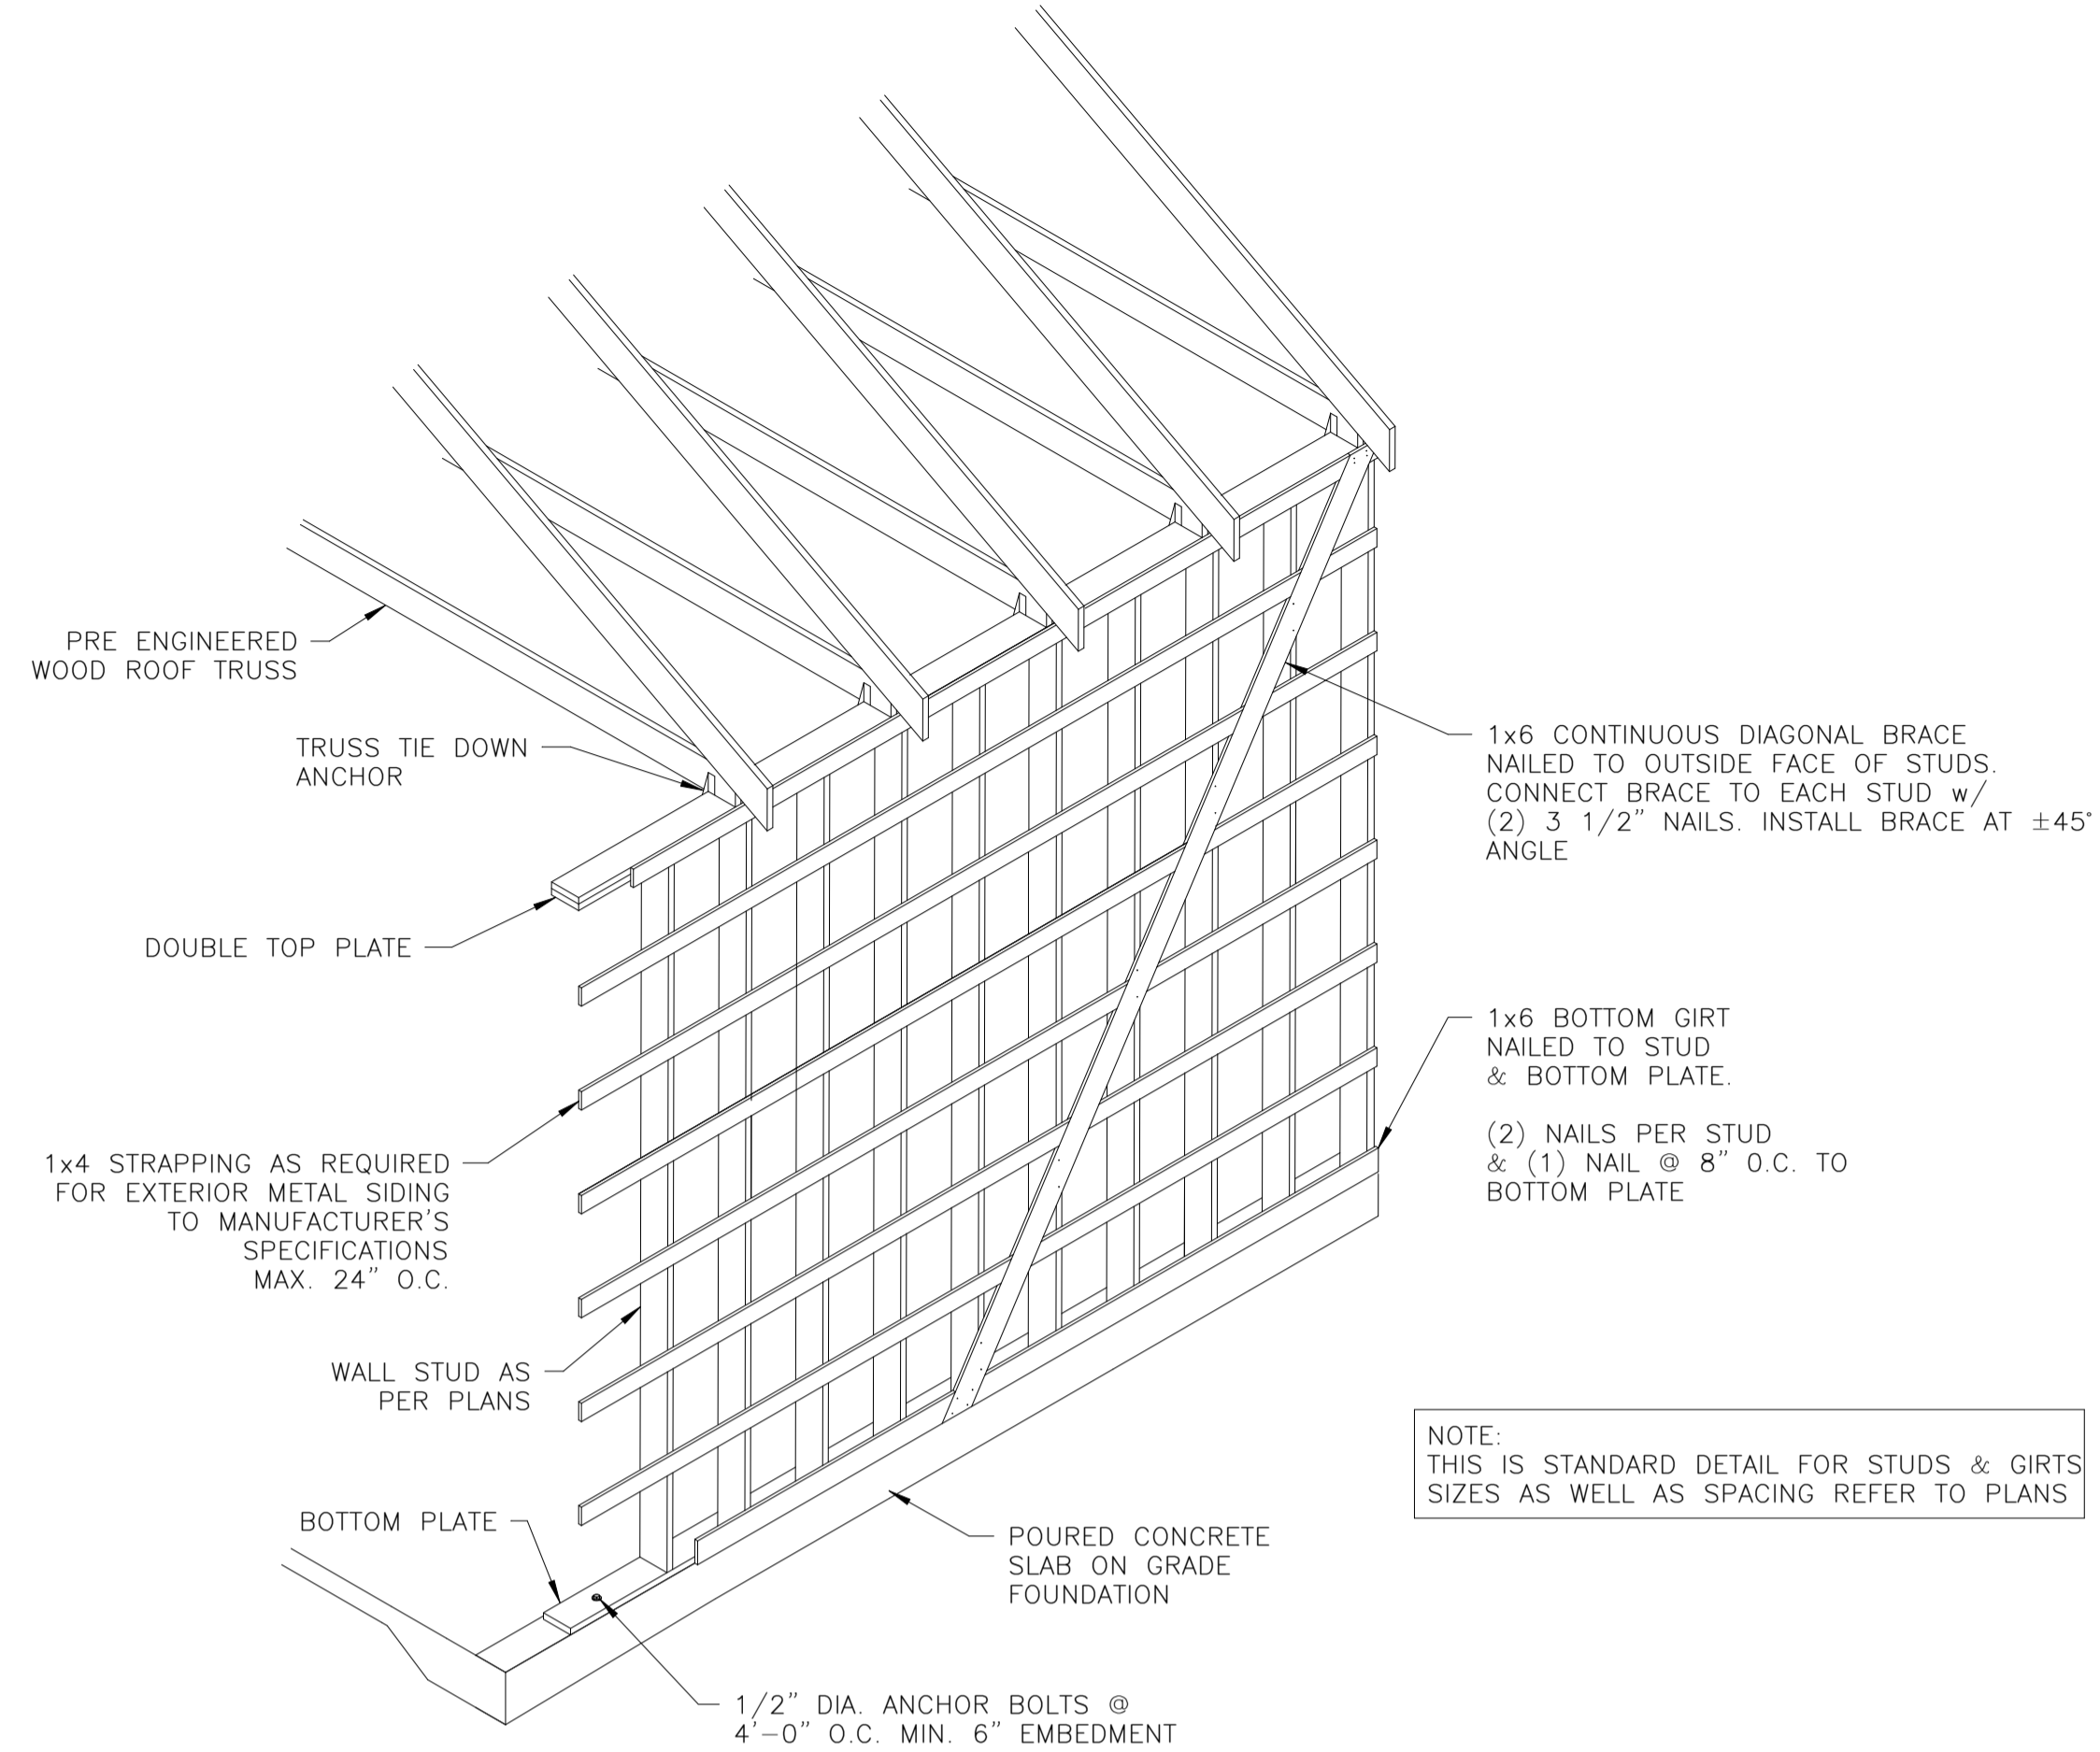 PRE ENGINEERED
WOOD ROOF TRUSS
TRUSS TIE DOWN
ANCHOR
DOUBLE TOP PLATE
1x4 STRAPPING AS REQUIRED
FOR EXTERIOR METAL SIDING
TO MANUFACTURER'S
SPECIFICATIONS
MAX. 24" O.C.
WALL STUD AS
PER PLANS
BOTTOM PLATE
1/2" DIA. ANCHOR BOLTS @
4'-0" O.C. MIN. 6" EMBEDMENT
POURED CONCRETE
SLAB ON GRADE
FOUNDATION
1x6 CONTINUOUS DIAGONAL BRACE
NAILED TO OUTSIDE FACE OF STUDS.
CONNECT BRACE TO EACH STUD w/
(2) 3 1/2" NAILS. INSTALL BRACE AT ±45°
ANGLE
1x6 BOTTOM GIRT
NAILED TO STUD
& BOTTOM PLATE.
(2) NAILS PER STUD
& (1) NAIL @ 8" O.C. TO
BOTTOM PLATE
NOTE:
THIS IS STANDARD DETAIL FOR STUDS & GIRTS
SIZES AS WELL AS SPACING REFER TO PLANS